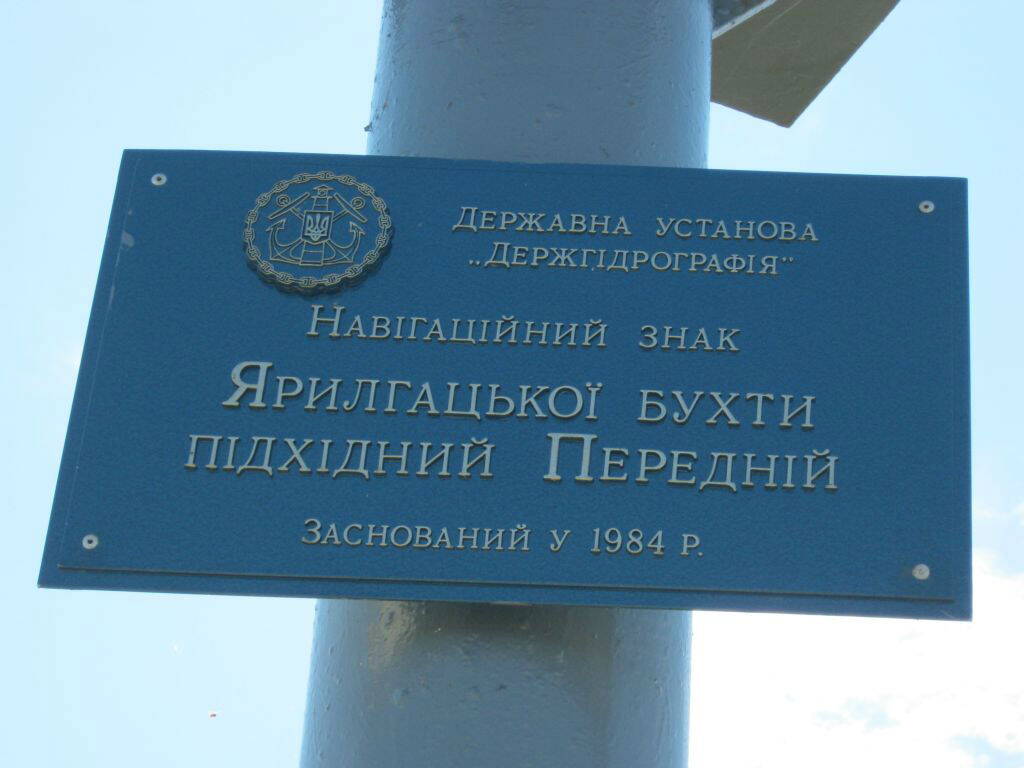 Державна установа
„Держгідрографія“
Навігаційний знак
Ярилгацької бухти
підхідний Передній
Заснований у 1984 р.